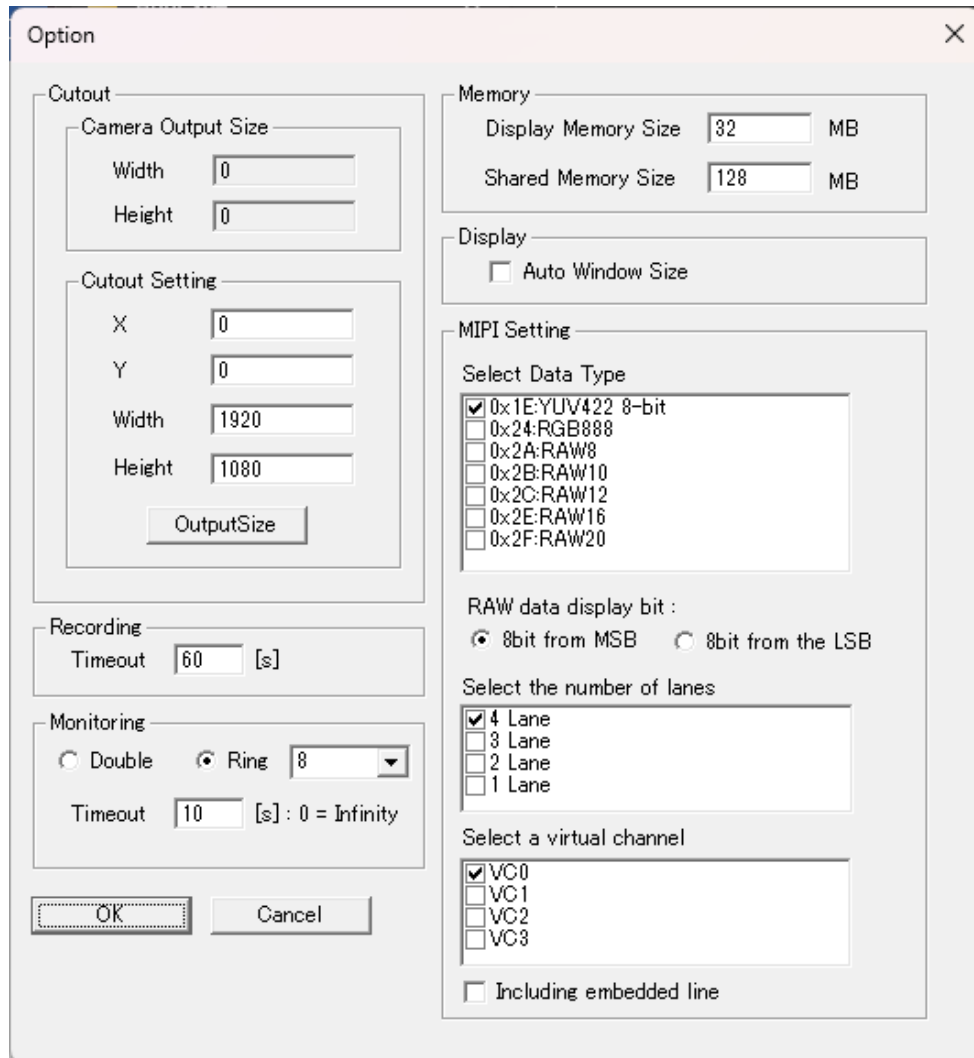 Option
Cutout
Camera Output Size
Width 0
Height 0
Cutout Setting
X 0
Y 0
Width 1920
Height 1080
OutputSize
Recording
Timeout 60 [s]
Monitoring
Double Ring 8
Timeout 10 [s] : 0 = Infinity
OK Cancel
Memory
Display Memory Size 32 MB
Shared Memory Size 128 MB
Display
Auto Window Size
MIPI Setting
Select Data Type
0x1E:YUV422 8-bit
0x24:RGB888
0x2A:RAW8
0x2B:RAW10
0x2C:RAW12
0x2E:RAW16
0x2F:RAW20
RAW data display bit :
8bit from MSB 8bit from the LSB
Select the number of lanes
4 Lane
3 Lane
2 Lane
1 Lane
Select a virtual channel
VC0
VC1
VC2
VC3
Including embedded line